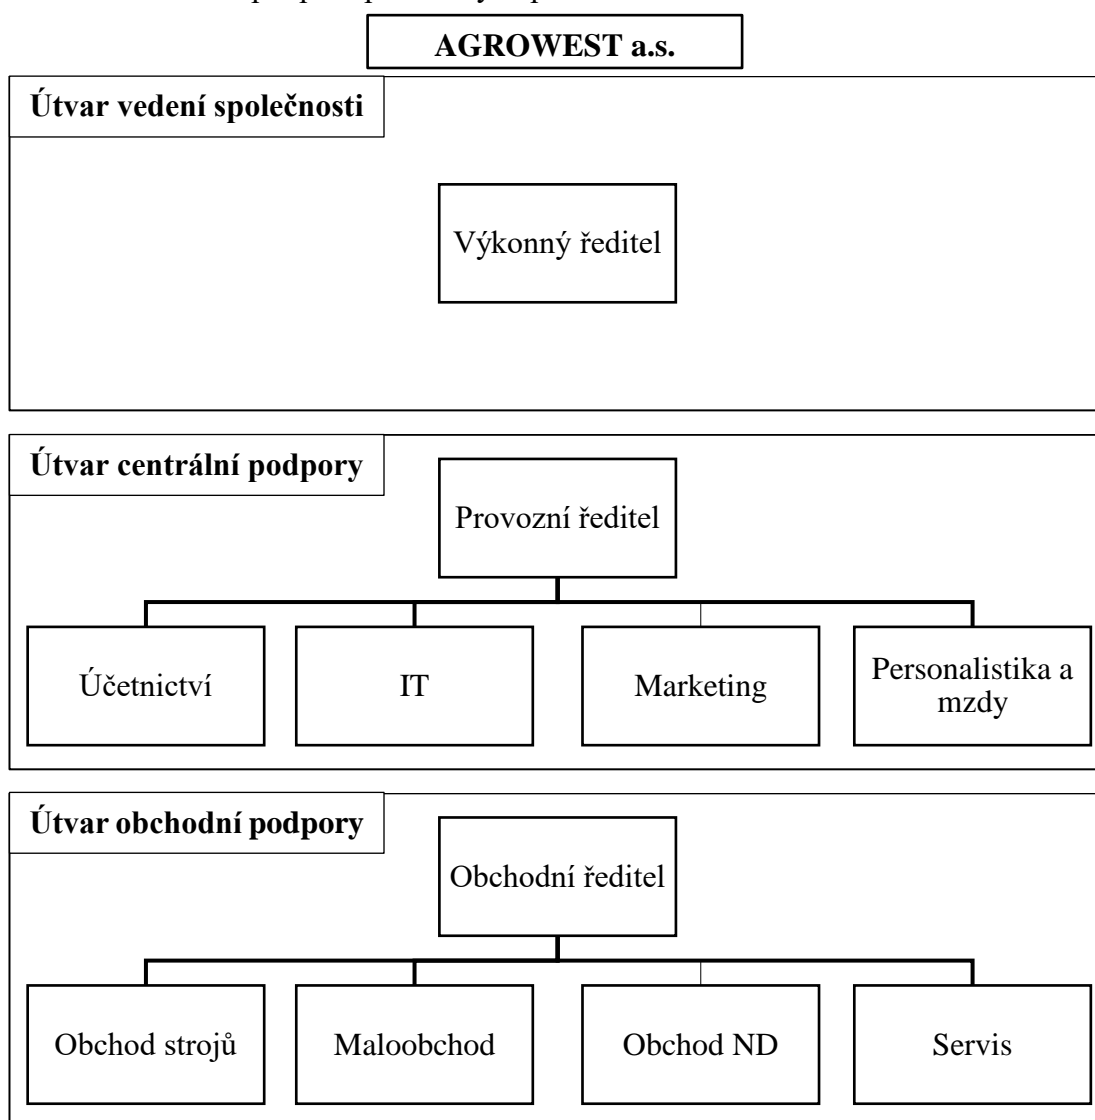 AGROWEST a.s.
Útvar vedení společnosti
Výkonný ředitel
Útvar centrální podpory
Provozní ředitel
Účetnictví
IT
Marketing
Personalistika a
mzdy
Útvar obchodní podpory
Obchodní ředitel
Obchod strojů
Maloobchod
Obchod ND
Servis